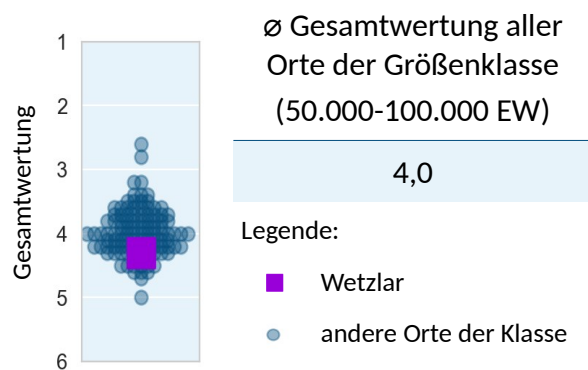 Gesamtwertung
1
2
3
4
5
6
⌀ Gesamtwertung aller
Orte der Größenklasse
(50.000-100.000 EW)
4,0
Legende:
Wetzlar
andere Orte der Klasse